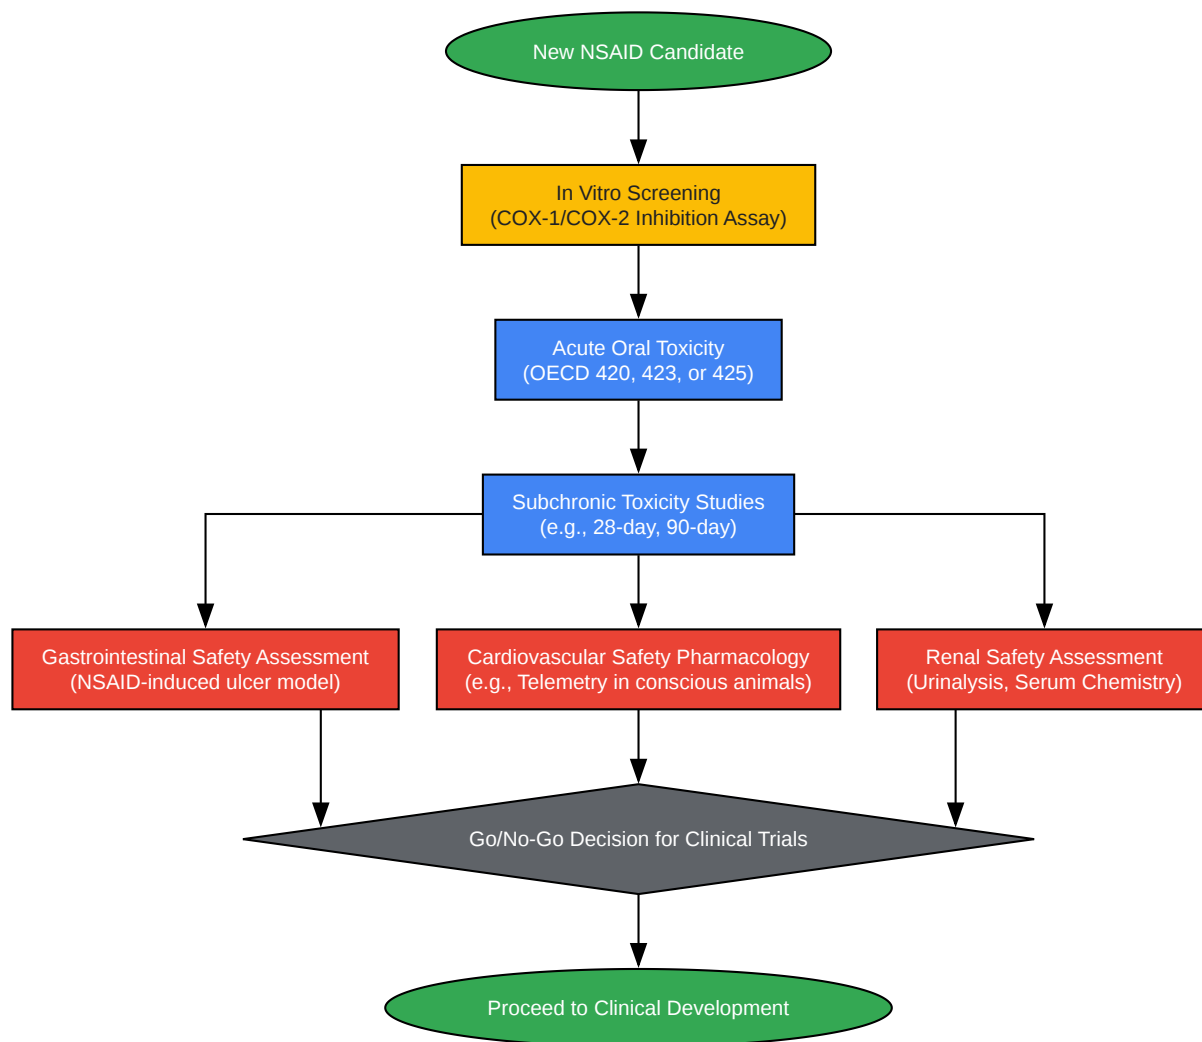 New NSAID Candidate
In Vitro Screening
(COX-1/COX-2 Inhibition Assay)
Acute Oral Toxicity
(OECD 420, 423, or 425)
Subchronic Toxicity Studies
(e.g., 28-day, 90-day)
Gastrointestinal Safety Assessment
(NSAID-induced ulcer model)
Cardiovascular Safety Pharmacology
(e.g., Telemetry in conscious animals)
Renal Safety Assessment
(Urinalysis, Serum Chemistry)
Go/No-Go Decision for Clinical Trials
Proceed to Clinical Development